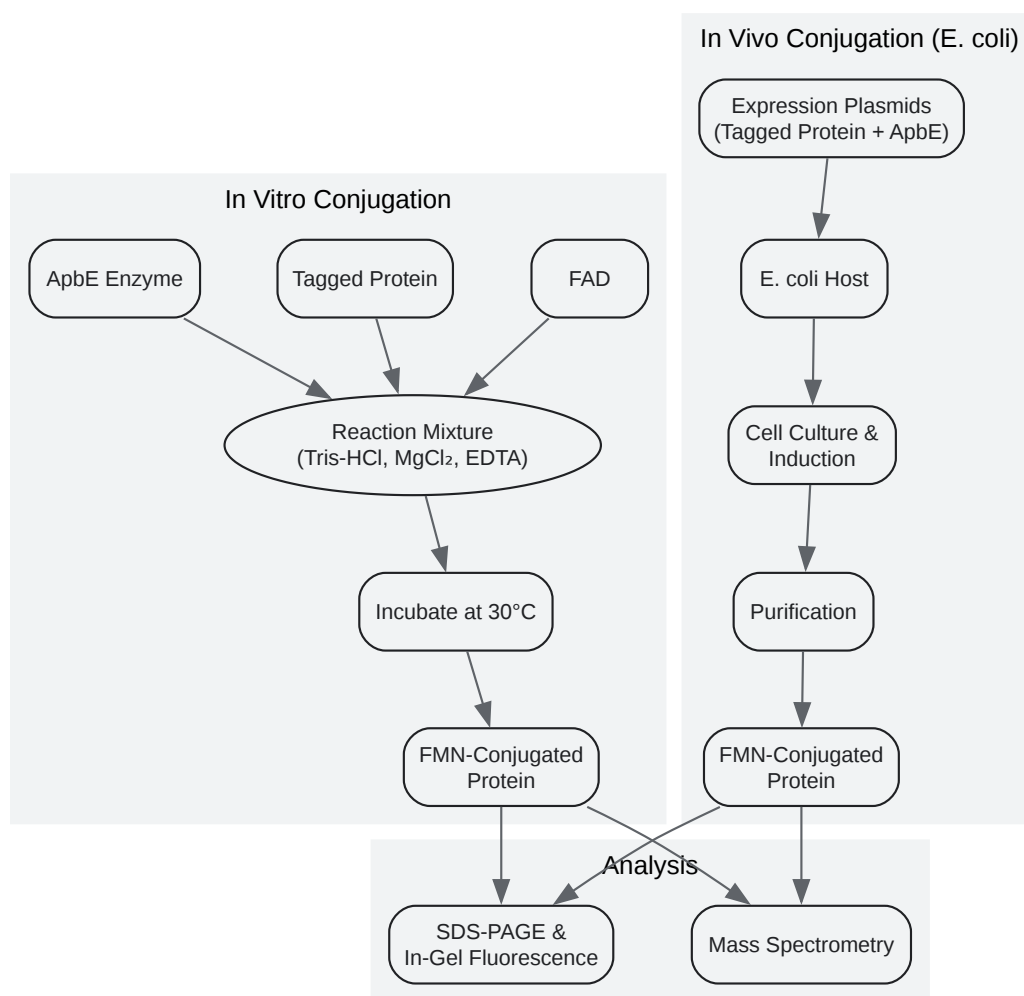 In Vivo Conjugation (E. coli)
Expression Plasmids
(Tagged Protein + ApbE)
E. coli Host
Cell Culture &
Induction
Purification
FMN-Conjugated
Protein
In Vitro Conjugation
ApbE Enzyme
Tagged Protein
FAD
Reaction Mixture
(Tris-HCl, MgCl₂, EDTA)
Incubate at 30°C
FMN-Conjugated
Protein
Analysis
SDS-PAGE &
In-Gel Fluorescence
Mass Spectrometry